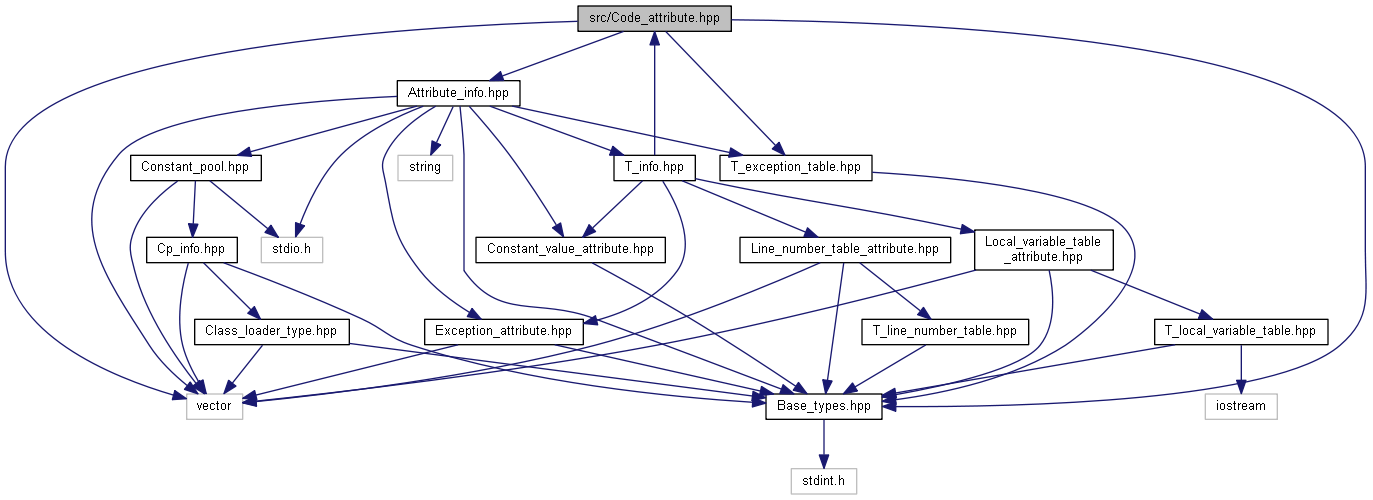 src/Code_attribute.hpp
Attribute_info.hpp
Constant_pool.hpp
string
T_info.hpp
T_exception_table.hpp
Cp_info.hpp
stdio.h
Constant_value_attribute.hpp
Line_number_table_attribute.hpp
Local_variable_table
_attribute.hpp
Class_loader_type.hpp
Exception_attribute.hpp
T_line_number_table.hpp
T_local_variable_table.hpp
vector
Base_types.hpp
iostream
stdint.h